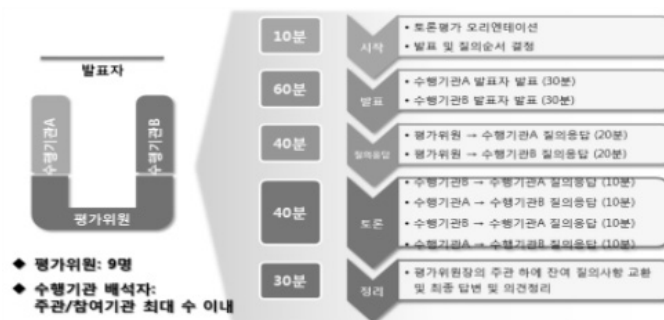 발표자
수행기관A
수행기관B
평가위원
◆ 평가위원: 9명
◆ 수행기관 배석자:
주관/참여기관 최대 수 이내
10분
시작
• 토론평가 오리엔테이션
• 발표 및 질의순서 결정
60분
발표
• 수행기관A 발표자 발표 (30분)
• 수행기관B 발표자 발표 (30분)
40분
질의응답
• 평가위원 → 수행기관A 질의응답 (20분)
• 평가위원 → 수행기관B 질의응답 (20분)
40분
토론
• 수행기관B → 수행기관A 질의응답 (10분)
• 수행기관A → 수행기관B 질의응답 (10분)
• 수행기관B → 수행기관A 질의응답 (10분)
• 수행기관A → 수행기관B 질의응답 (10분)
30분
정리
• 평가위원장의 주관 하에 잔여 질의사항 교환
및 최종 답변 및 의견정리